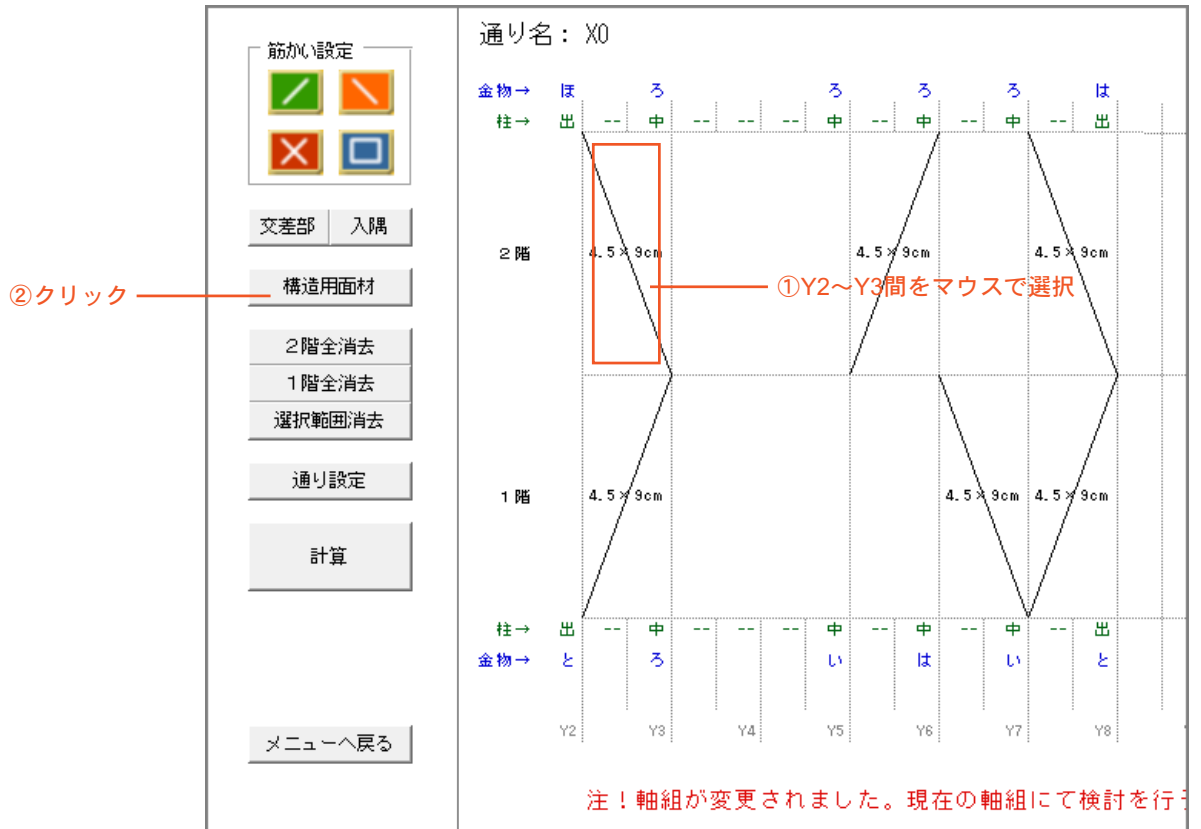 通り名： X0
筋かい設定
金物→ ほ ろ ろ ろ ろ は
柱→ 出 -- 中 -- -- -- 中 -- 中 -- 中 -- 出
交差部 入隅
2階 4.5×9cm 4.5×9cm 4.5×9cm
構造用面材
①Y2～Y3間をマウスで選択
②クリック
2階全消去
1階全消去
選択範囲消去
通り設定
1階 4.5×9cm 4.5×9cm 4.5×9cm
計算
柱→ 出 -- 中 -- -- -- 中 -- 中 -- 中 -- 出
金物→ と ろ い は い と
Y2 Y3 Y4 Y5 Y6 Y7 Y8
メニューへ戻る
注！軸組が変更されました。現在の軸組にて検討を行